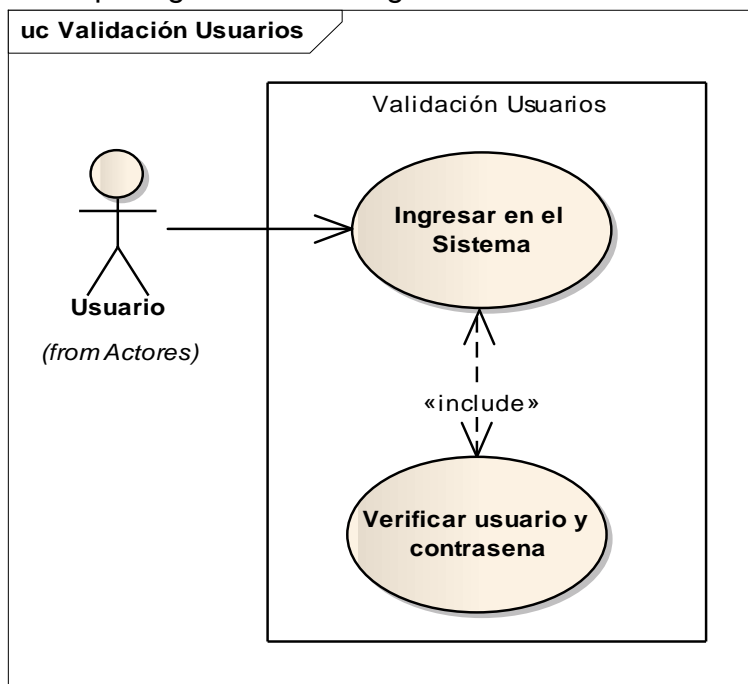 uc Validación Usuarios
Validación Usuarios
Ingresar en el
Sistema
Usuario
(from Actores)
«include»
Verificar usuario y
contrasena